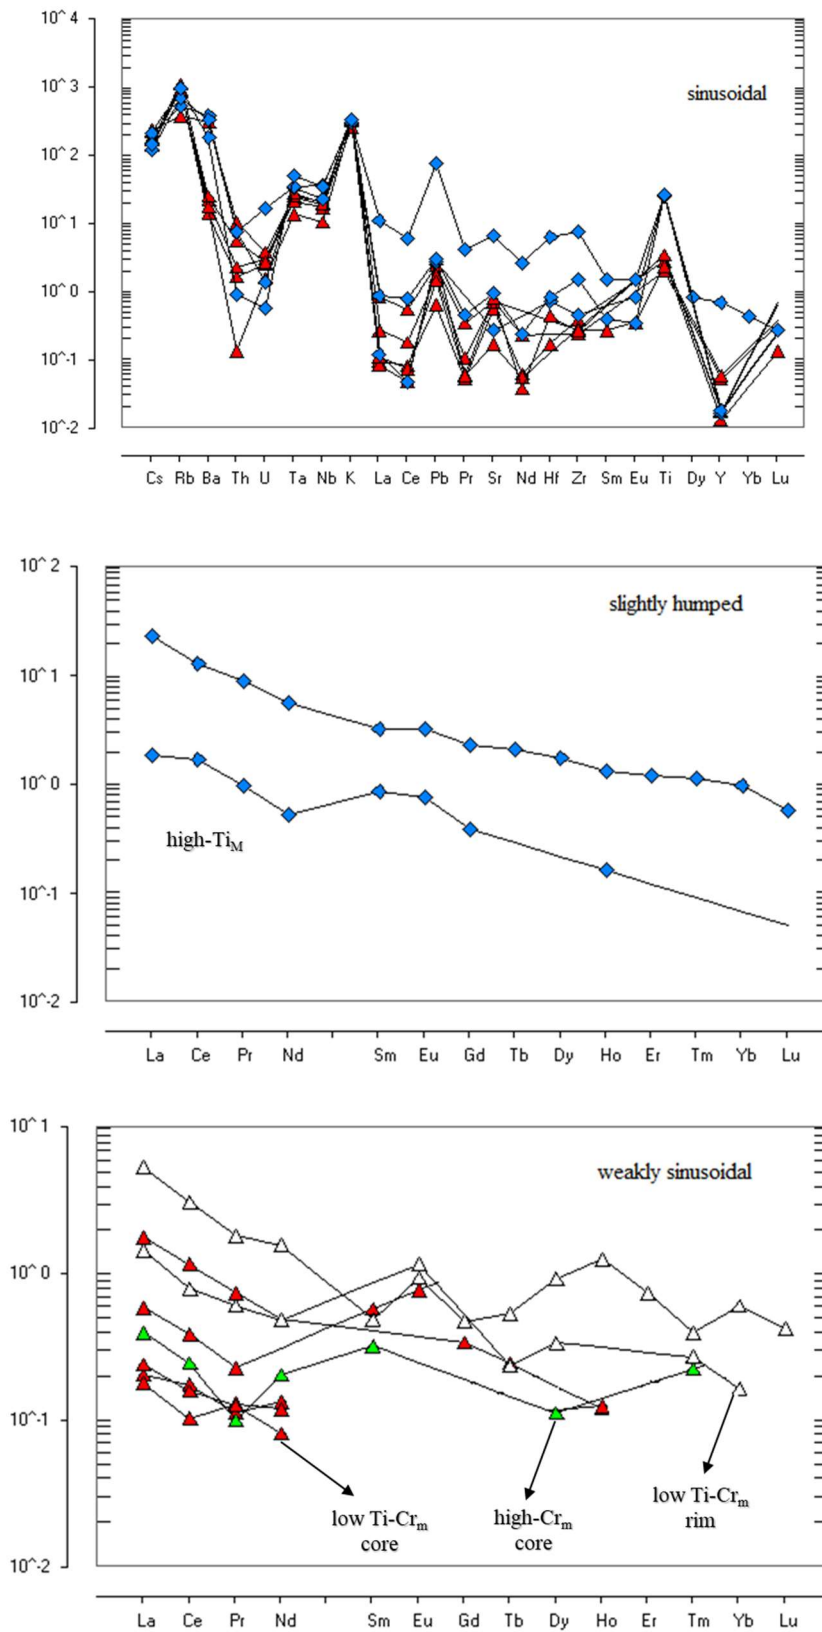 10^ 4
10^ 3
10^ 2
10^ 1
10^ 0
10^-1
10^-2
sinusoidal
Cs Rb Ba Th U Ta Nb K La Ce Pb Pr Sr Nd Hf Zr Sm Eu Ti Dy Y Yb Lu
10^ 2
10^ 1
10^ 0
10^-1
10^-2
slightly humped
high-TiM
La Ce Pr Nd Sm Eu Gd Tb Dy Ho Er Tm Yb Lu
10^ 1
10^ 0
10^-1
10^-2
weakly sinusoidal
low Ti-Crm
core
high-Crm
core
low Ti-Crm
rim
La Ce Pr Nd Sm Eu Gd Tb Dy Ho Er Tm Yb Lu